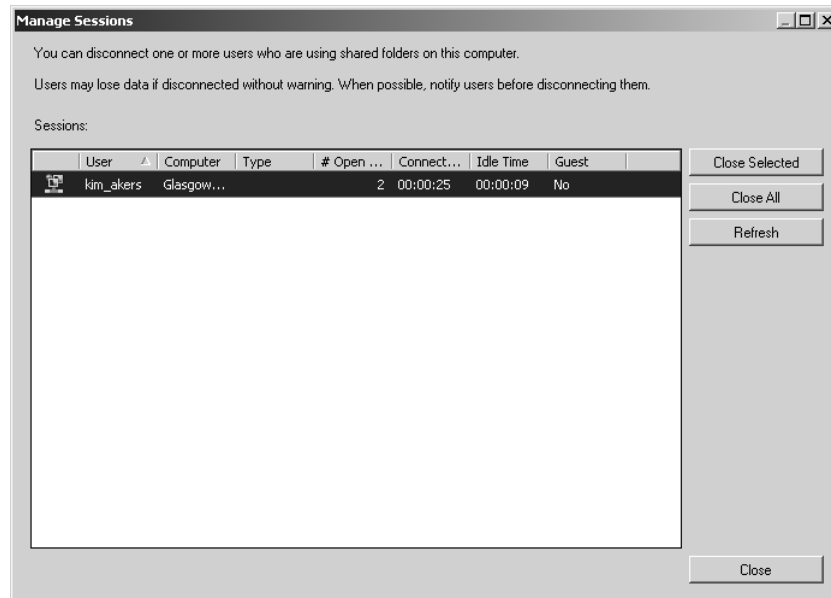 Manage Sessions
You can disconnect one or more users who are using shared folders on this computer.
Users may lose data if disconnected without warning. When possible, notify users before disconnecting them.
Sessions:
User Computer Type # Open ... Connect... Idle Time Guest
kim_akers Glasgow... 2 00:00:25 00:00:09 No
Close Selected
Close All
Refresh
Close